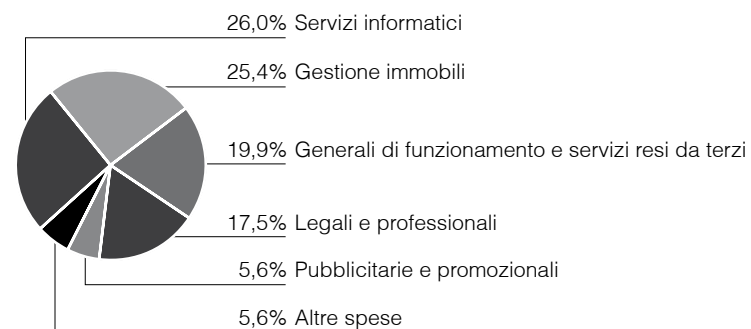 26,0% Servizi informatici
25,4% Gestione immobili
19,9% Generali di funzionamento e servizi resi da terzi
17,5% Legali e professionali
5,6% Pubblicitarie e promozionali
5,6% Altre spese